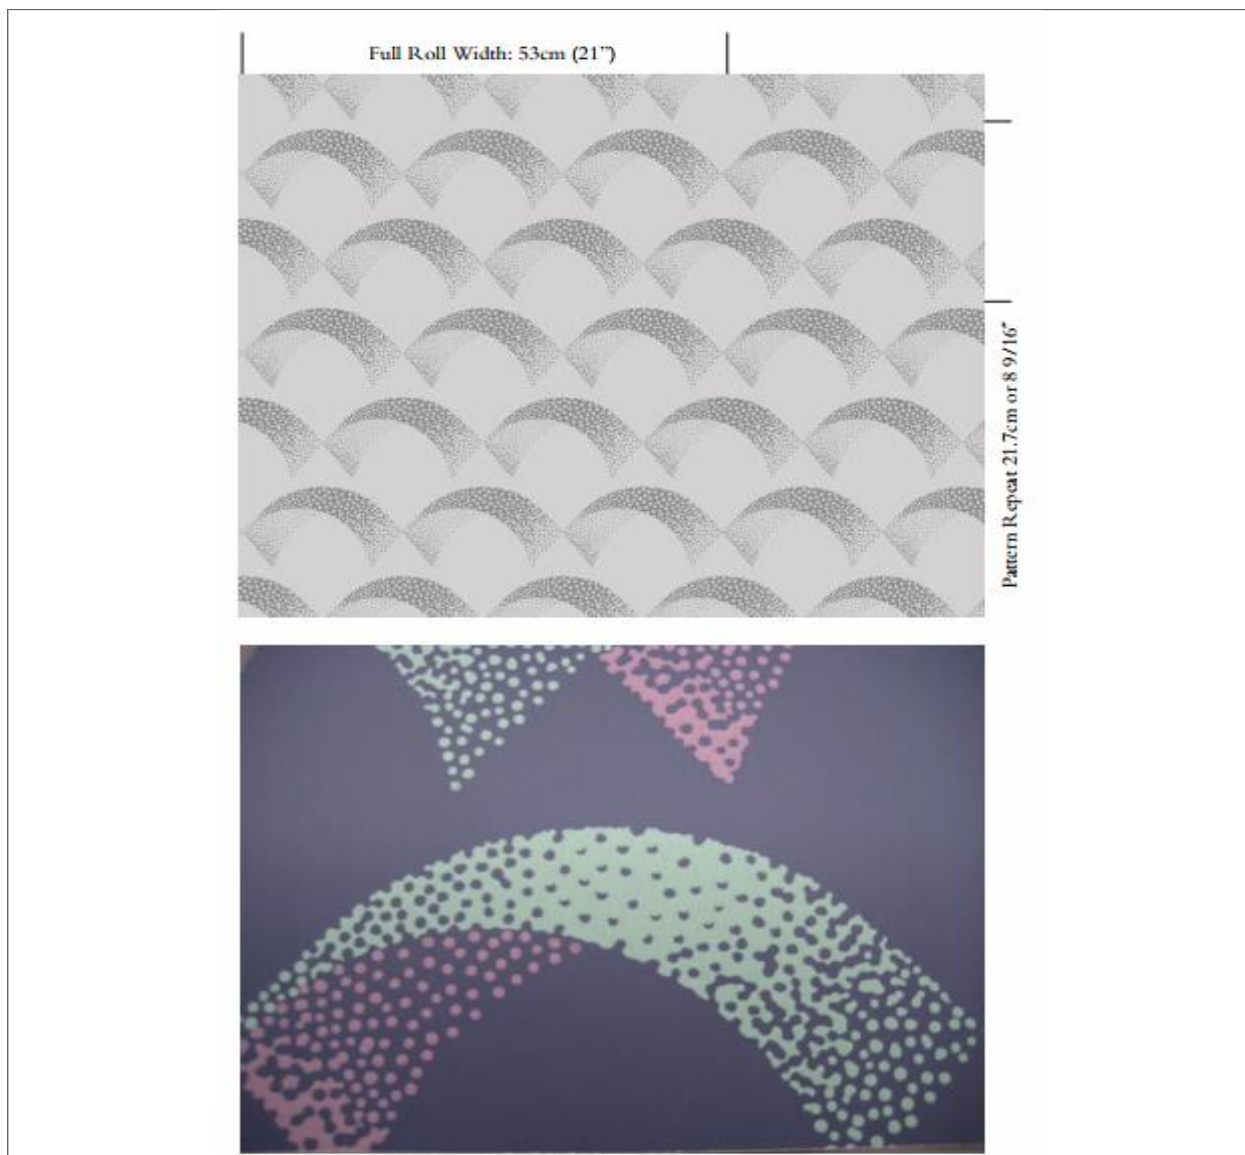 Full Roll Width: 53cm (21”)
Pattern Repeat 21.7cm or 8 9/16”